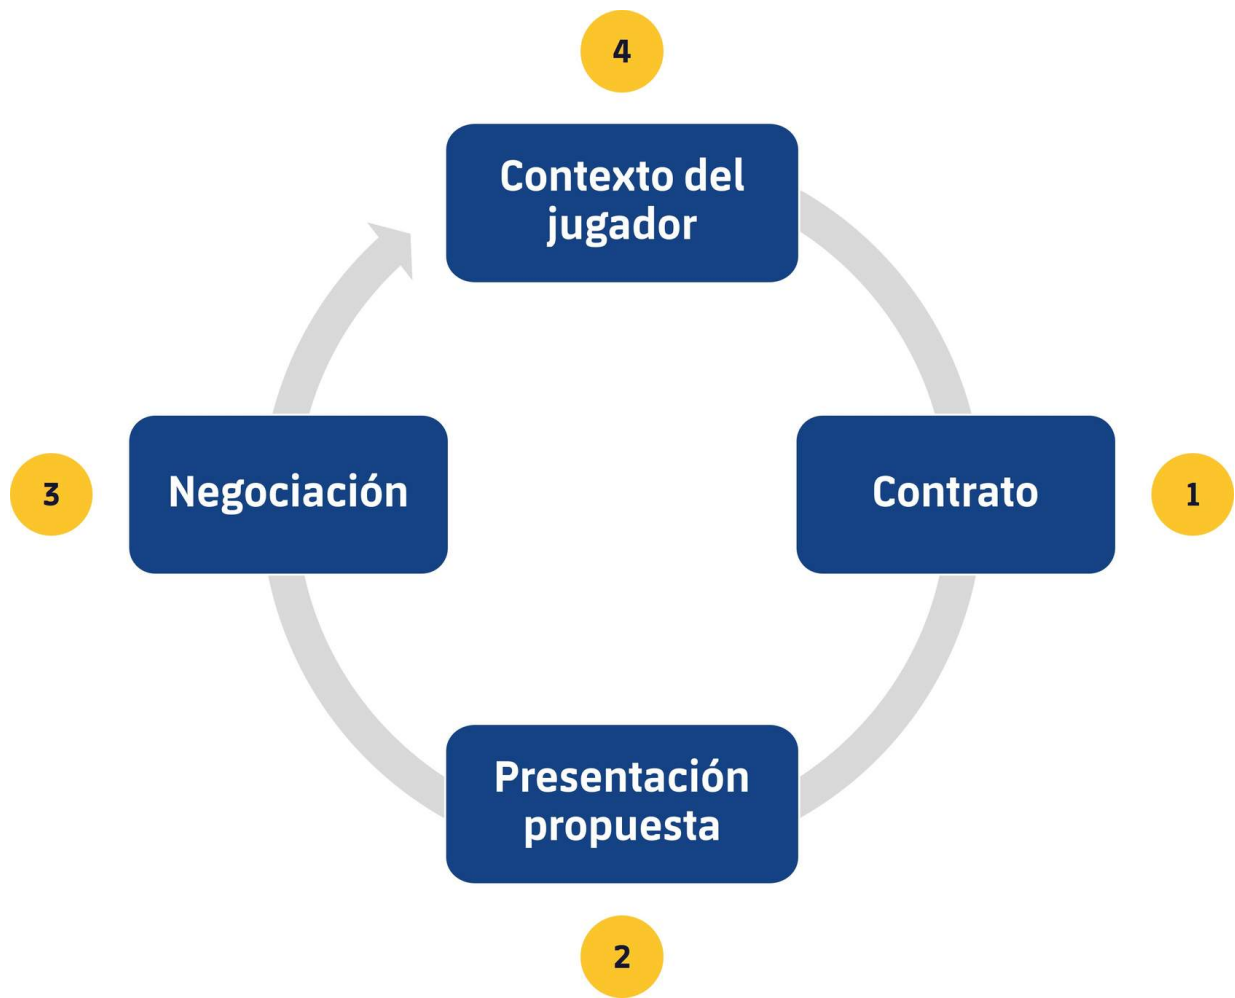 4
Contexto del
jugador
3
Negociación
Contrato
1
Presentación
propuesta
2